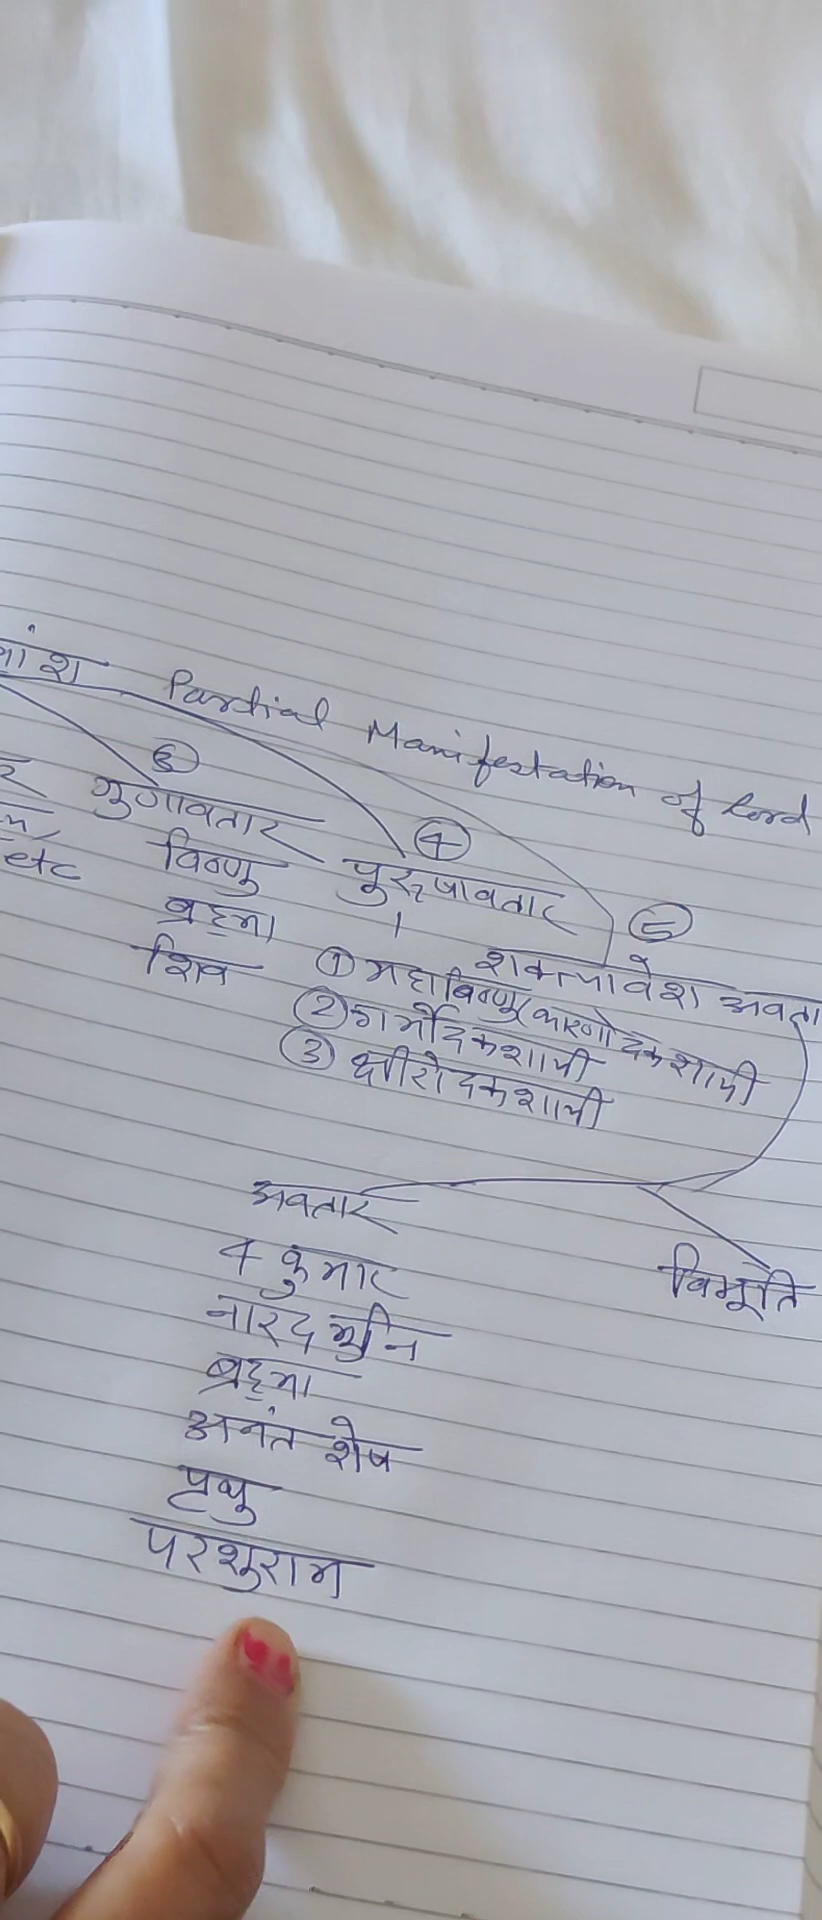 ांश Partial Manifestation of Lord
③ गुणावतार
etc
विष्णु
ब्रह्मा
शिव
④ पुरूषावतार
① महाविष्णु (कारणोदकशायी
② गर्भोदकशायी
③ क्षीरोदकशायी
⑤ शक्त्यावेश अवता
अवतार
4 कुमार
नारद मुनि
ब्रह्मा
अनंत शेष
पृथु
परशुराम
विभूति